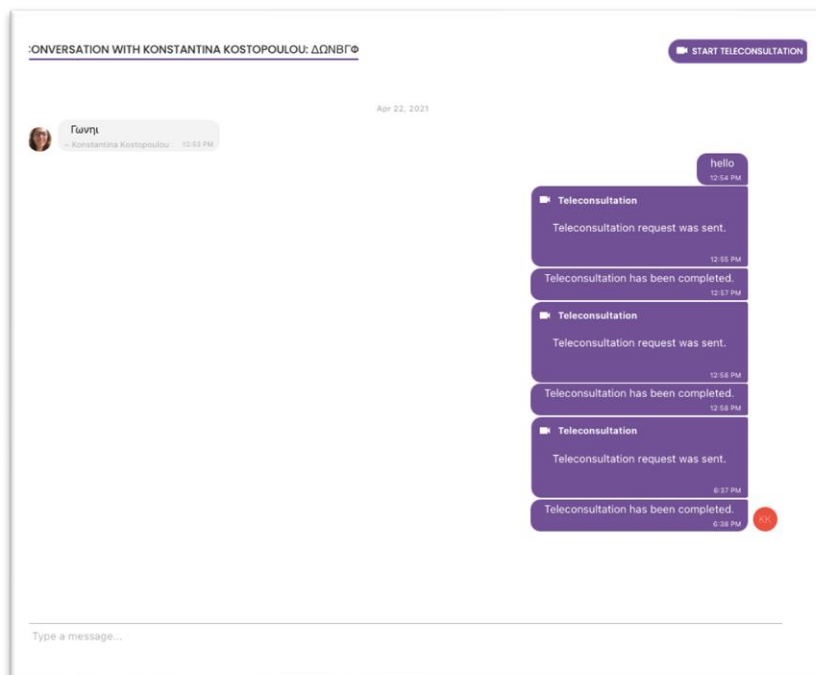 :ONVERSATION WITH KONSTANTINA KOSTOPOULOU: ΔΩΝΒΓΦ
START TELECONSULTATION
Apr 22, 2021
Γωνηι
– Konstantina Kostopoulou 12:53 PM
hello
12:54 PM
Teleconsultation
Teleconsultation request was sent.
12:55 PM
Teleconsultation has been completed.
12:57 PM
Teleconsultation
Teleconsultation request was sent.
12:58 PM
Teleconsultation has been completed.
12:58 PM
Teleconsultation
Teleconsultation request was sent.
6:37 PM
Teleconsultation has been completed.
6:38 PM
KK
Type a message...